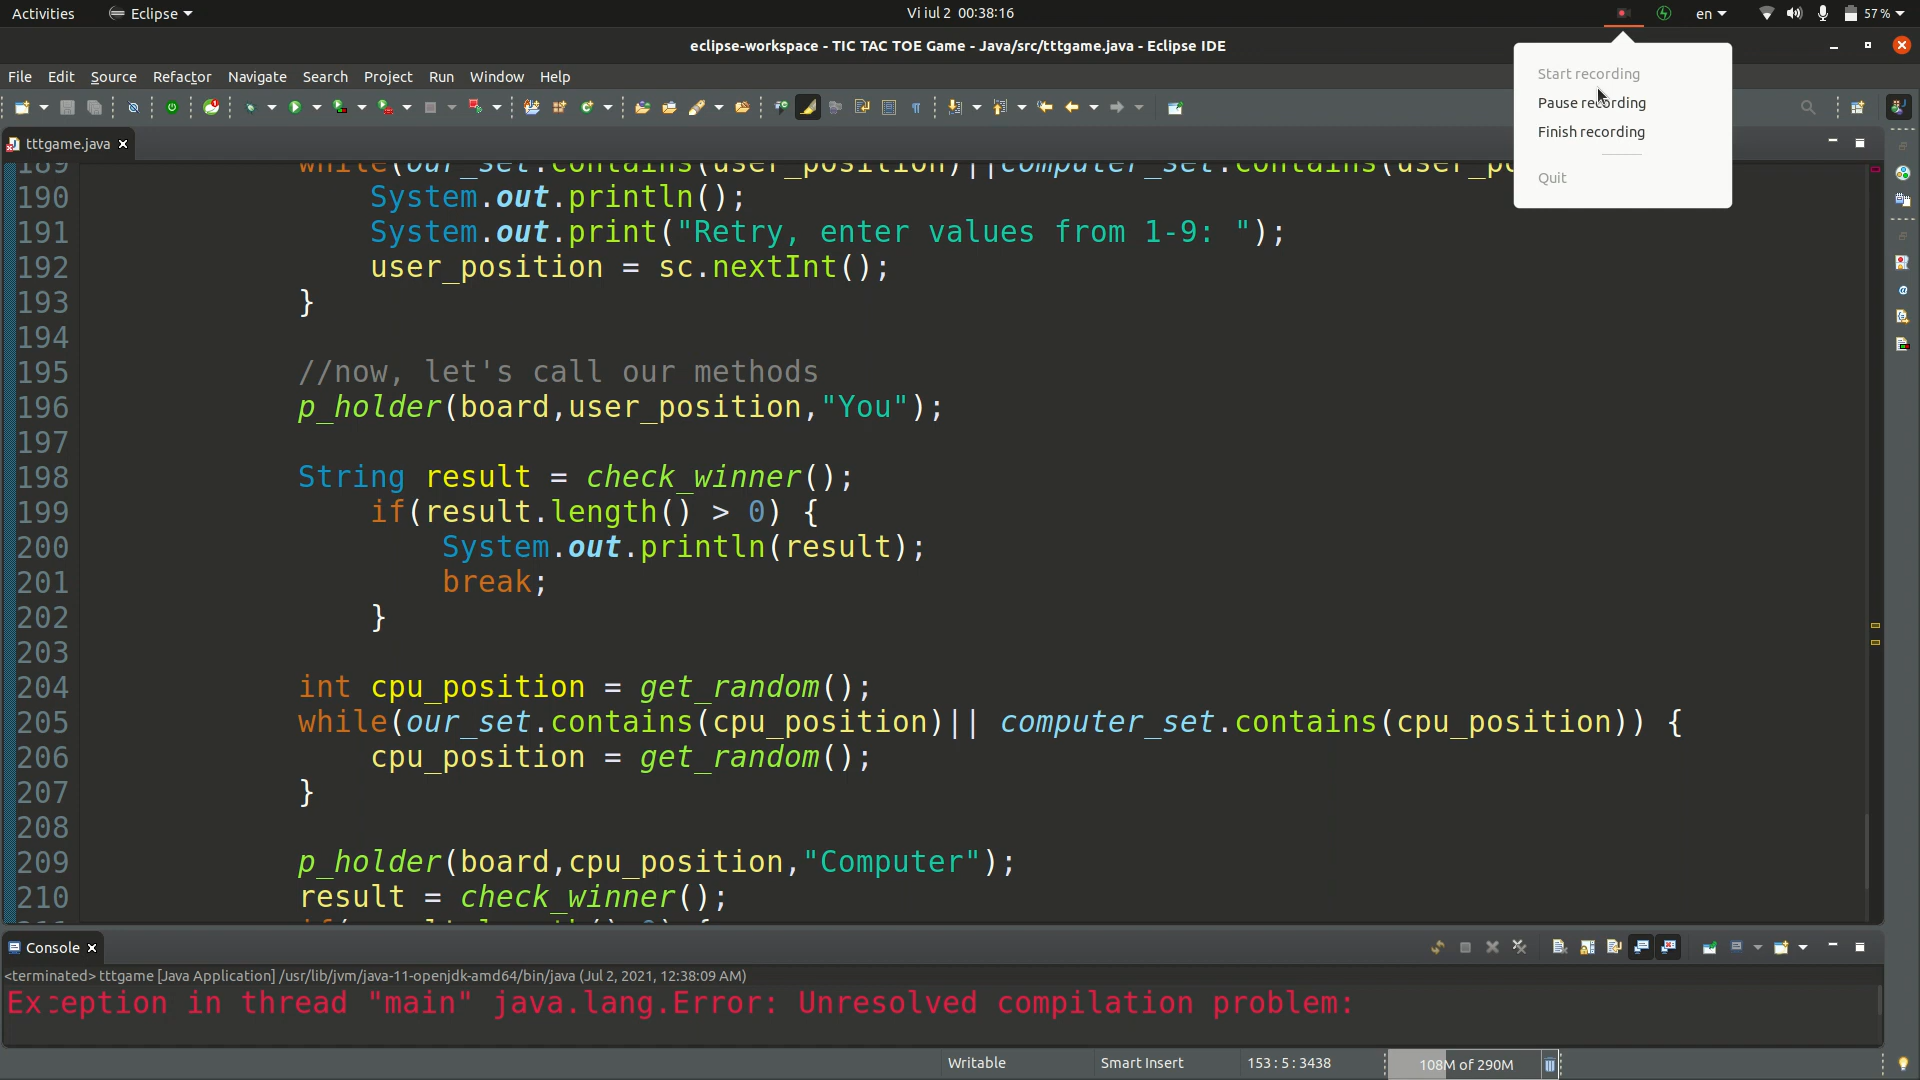 Activities Eclipse Vi iul 2 00:38:16 en 57 %
eclipse-workspace - TIC TAC TOE Game - Java/src/tttgame.java - Eclipse IDE
File Edit Source Refactor Navigate Search Project Run Window Help
Start recording
Pause recording
Finish recording
Quit
tttgame.java
189 while(our_set.contains(user_position)||computer_set.contains(user_po
190 System.out.println();
191 System.out.print("Retry, enter values from 1-9: ");
192 user_position = sc.nextInt();
193 }
194
195 //now, let's call our methods
196 p_holder(board,user_position,"You");
197
198 String result = check_winner();
199 if(result.length() > 0) {
200 System.out.println(result);
201 break;
202 }
203
204 int cpu_position = get_random();
205 while(our_set.contains(cpu_position)|| computer_set.contains(cpu_position)) {
206 cpu_position = get_random();
207 }
208
209 p_holder(board,cpu_position,"Computer");
210 result = check_winner();
Console
<terminated> tttgame [Java Application] /usr/lib/jvm/java-11-openjdk-amd64/bin/java (Jul 2, 2021, 12:38:09 AM)
Exception in thread "main" java.lang.Error: Unresolved compilation problem:
Writable Smart Insert 153 : 5 : 3438 108M of 290M